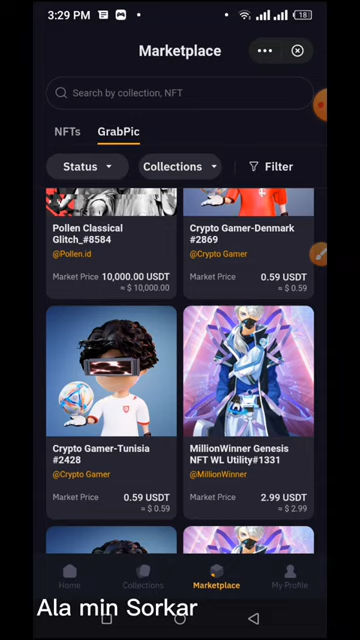 3:29 PM
18
Marketplace
Search by collection, NFT
NFTs GrabPic
Status Collections Filter
Pollen Classical
Glitch_#8584
@Pollen.id
Market Price 10,000.00 USDT
≈ $ 10,000.00
Crypto Gamer-Denmark
#2869
@Crypto Gamer
Market Price 0.59 USDT
≈ $ 0.59
Crypto Gamer-Tunisia
#2428
@Crypto Gamer
Market Price 0.59 USDT
≈ $ 0.59
MillionWinner Genesis
NFT WL Utility#1331
@MillionWinner
Market Price 2.99 USDT
≈ $ 2.99
Home Collections Marketplace My Profile
Ala min Sorkar